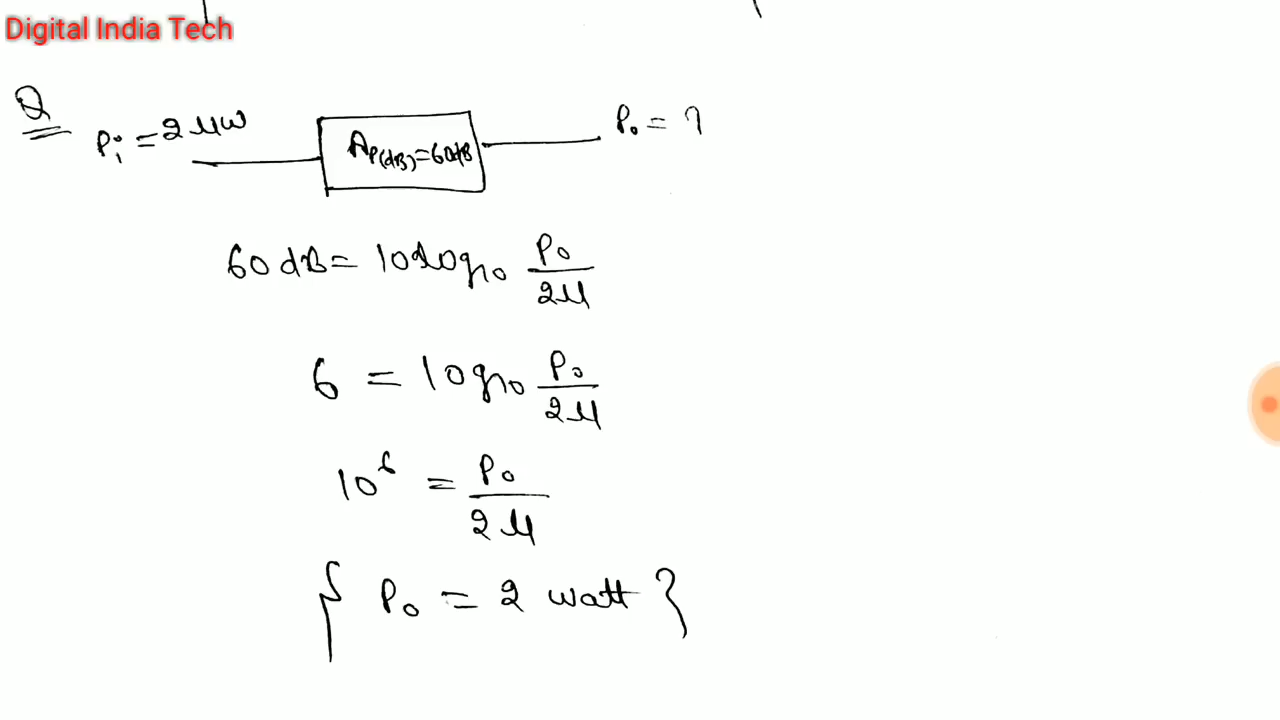 Digital India Tech
Q
Pi = 2 μw
AP(dB)=60dB
Po = ?
60 dB = 10 log10 Po/2μ
6 = log10 Po/2μ
10^6 = Po/2μ
{ Po = 2 watt }